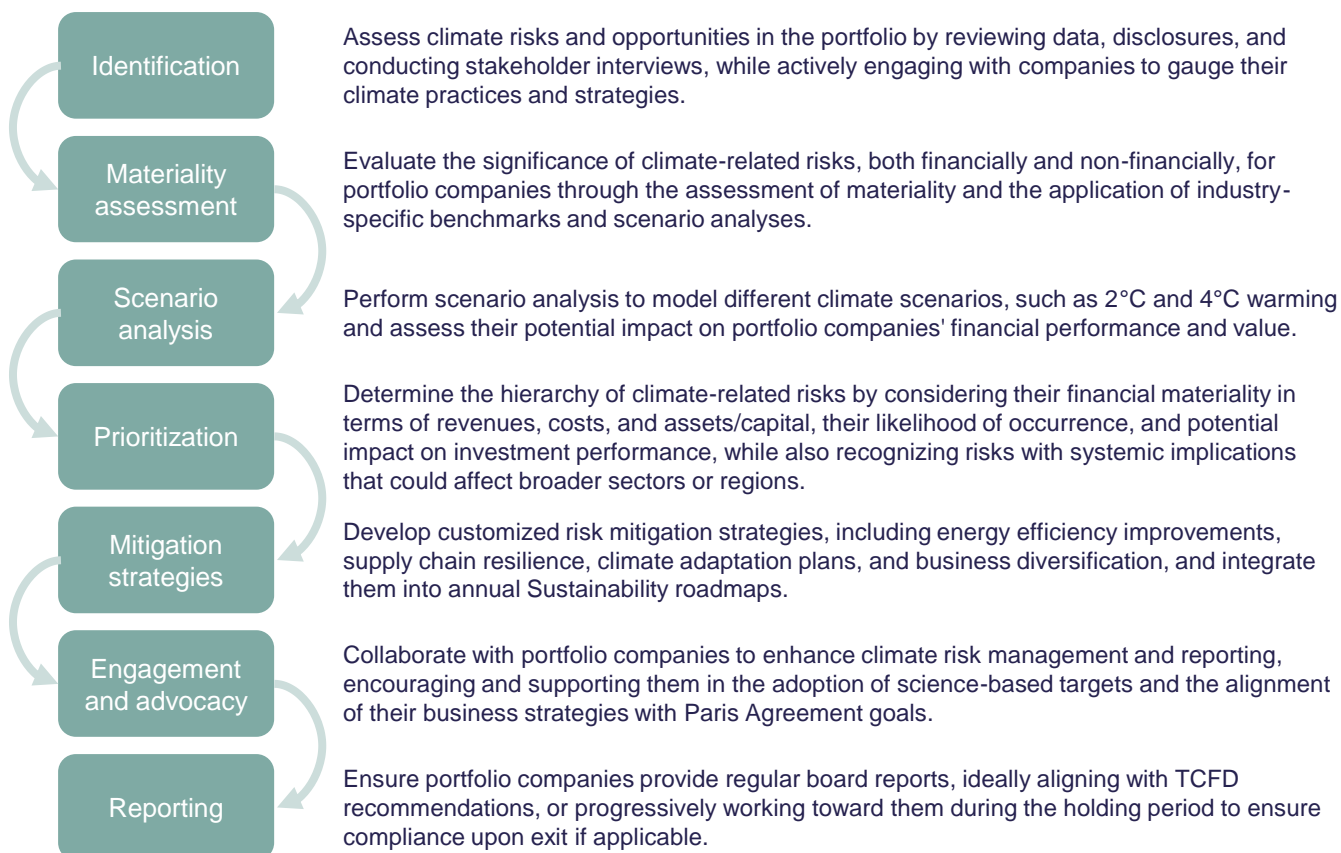 Identification
Assess climate risks and opportunities in the portfolio by reviewing data, disclosures, and
conducting stakeholder interviews, while actively engaging with companies to gauge their
climate practices and strategies.
Materiality
assessment
Evaluate the significance of climate-related risks, both financially and non-financially, for
portfolio companies through the assessment of materiality and the application of industry-
specific benchmarks and scenario analyses.
Scenario
analysis
Perform scenario analysis to model different climate scenarios, such as 2°C and 4°C warming
and assess their potential impact on portfolio companies' financial performance and value.
Prioritization
Determine the hierarchy of climate-related risks by considering their financial materiality in
terms of revenues, costs, and assets/capital, their likelihood of occurrence, and potential
impact on investment performance, while also recognizing risks with systemic implications
that could affect broader sectors or regions.
Mitigation
strategies
Develop customized risk mitigation strategies, including energy efficiency improvements,
supply chain resilience, climate adaptation plans, and business diversification, and integrate
them into annual Sustainability roadmaps.
Engagement
and advocacy
Collaborate with portfolio companies to enhance climate risk management and reporting,
encouraging and supporting them in the adoption of science-based targets and the alignment
of their business strategies with Paris Agreement goals.
Reporting
Ensure portfolio companies provide regular board reports, ideally aligning with TCFD
recommendations, or progressively working toward them during the holding period to ensure
compliance upon exit if applicable.